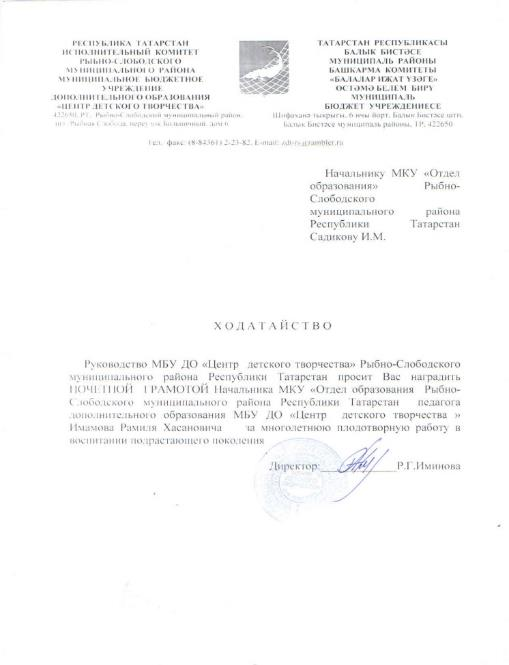 РЕСПУБЛИКА ТАТАРСТАН
ИСПОЛНИТЕЛЬНЫЙ КОМИТЕТ
РЫБНО-СЛОБОДСКОГО
МУНИЦИПАЛЬНОГО РАЙОНА
МУНИЦИПАЛЬНОЕ БЮДЖЕТНОЕ
УЧРЕЖДЕНИЕ
ДОПОЛНИТЕЛЬНОГО ОБРАЗОВАНИЯ
«ЦЕНТР ДЕТСКОГО ТВОРЧЕСТВА»
422650, РТ, Рыбно-Слободский муниципальный район,
пгт. Рыбная Слобода, переулок Больничный, дом 6
ТАТАРСТАН РЕСПУБЛИКАСЫ
БАЛЫК БИСТӘСЕ
МУНИЦИПАЛЬ РАЙОНЫ
БАШКАРМА КОМИТЕТЫ
«БАЛАЛАР ИҖАТ ҮЗӘГЕ»
ӨСТӘМӘ БЕЛЕМ БИРҮ
МУНИЦИПАЛЬ
БЮДЖЕТ УЧРЕЖДЕНИЕСЕ
Шифаханә тыкрыгы, 6 нчы йорт, Балык Бистәсе штп,
Балык Бистәсе муниципаль районы, ТР, 422650
Тел. факс: (8-84361) 2-23-82, E-mail:
Начальнику МКУ «Отдел
образования» Рыбно-
Слободского
муниципального района
Республики Татарстан
Садикову И.М.
ХОДАТАЙСТВО
Руководство МБУ ДО «Центр детского творчества» Рыбно-Слободского
муниципального района Республики Татарстан просит Вас наградить
ПОЧЕТНОЙ ГРАМОТОЙ Начальника МКУ «Отдел образования Рыбно-
Слободского муниципального района Республики Татарстан педагога
дополнительного образования МБУ ДО «Центр детского творчества »
Имамова Рамиля Хасановича за многолетнюю плодотворную работу в
воспитании подрастающего поколения
Директор:____________Р.Г.Иминова